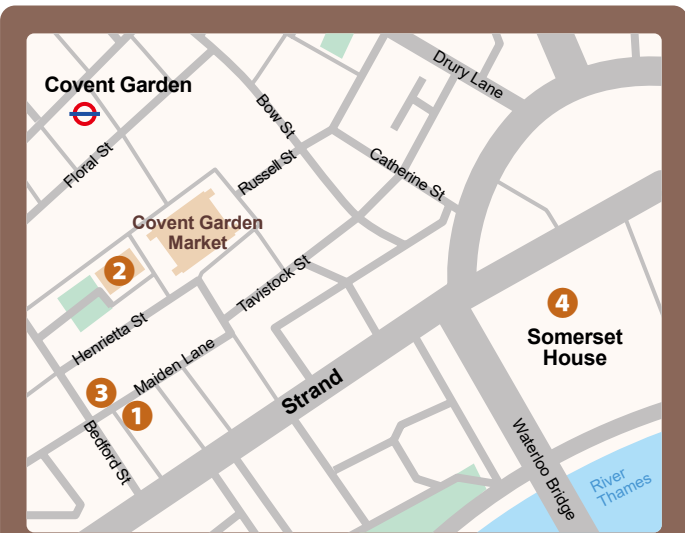 Covent Garden
Floral St
Bow St
Drury Lane
Russell St
Catherine St
Covent Garden
Market
2
Tavistock St
Henrietta St
Maiden Lane
3
1
Bedford St
Strand
4
Somerset
House
Waterloo Bridge
River
Thames